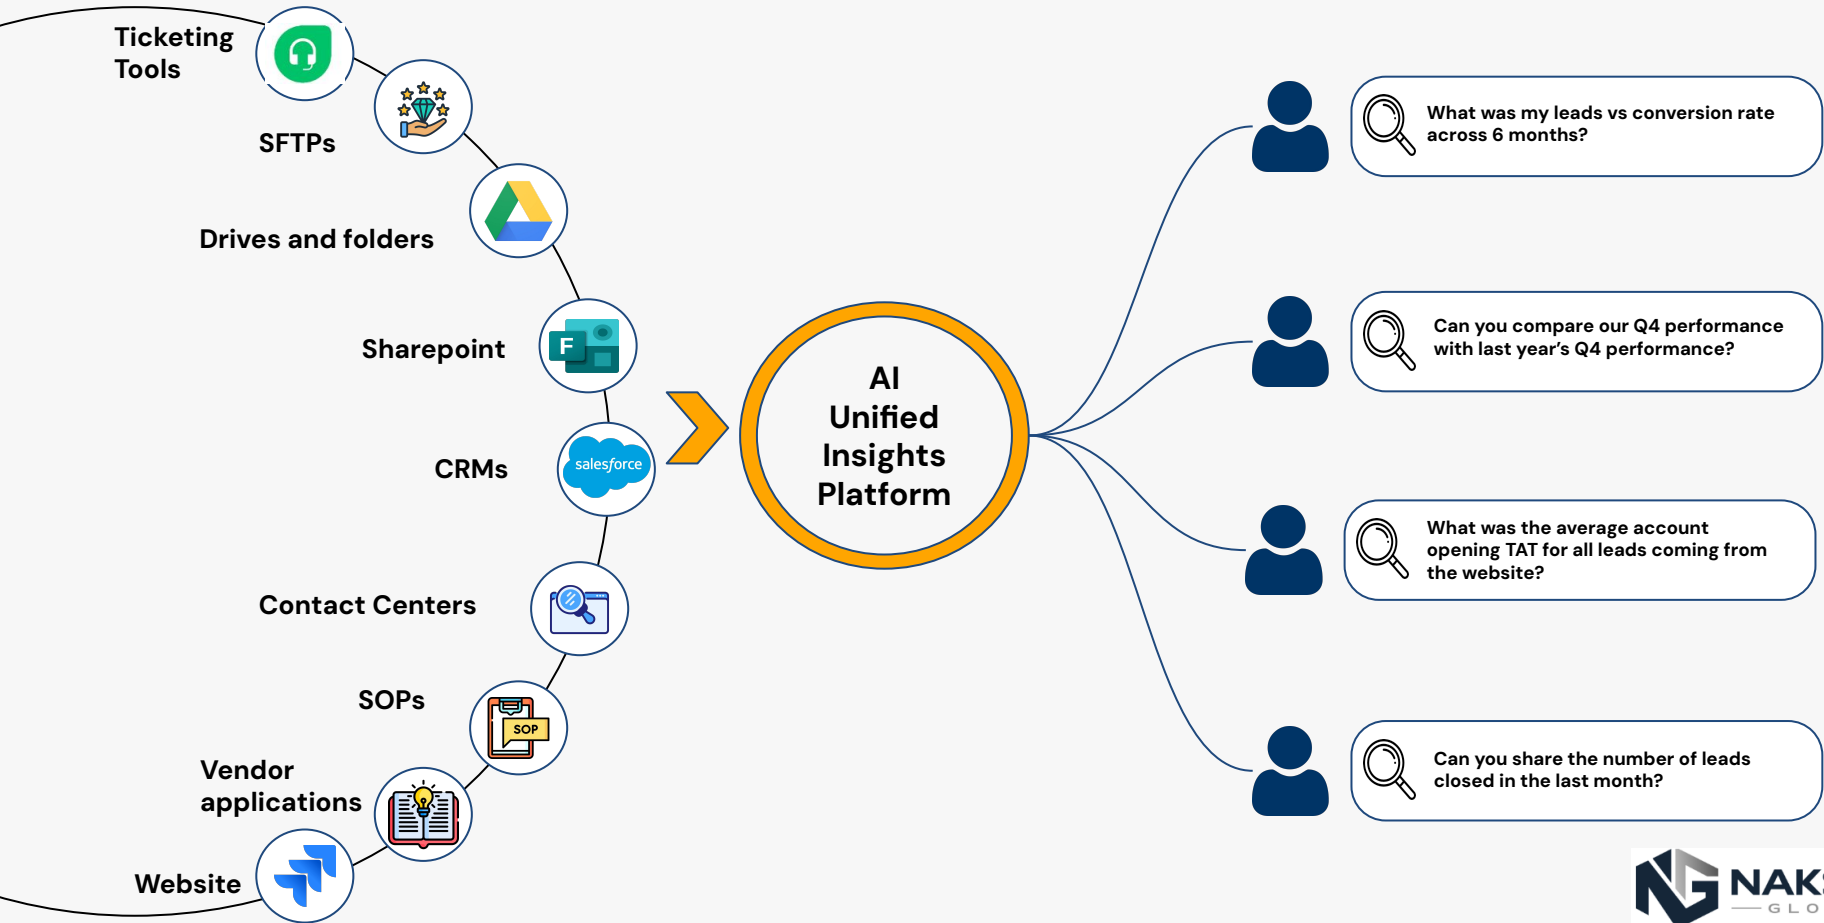 Ticketing
Tools
SFTPs
Drives and folders
Sharepoint
F
CRMs
salesforce
Contact Centers
SOPs
SOP
Vendor
applications
Website
AI
Unified
Insights
Platform
What was my leads vs conversion rate
across 6 months?
Can you compare our Q4 performance
with last year's Q4 performance?
What was the average account
opening TAT for all leads coming from
the website?
Can you share the number of leads
closed in the last month?
NG